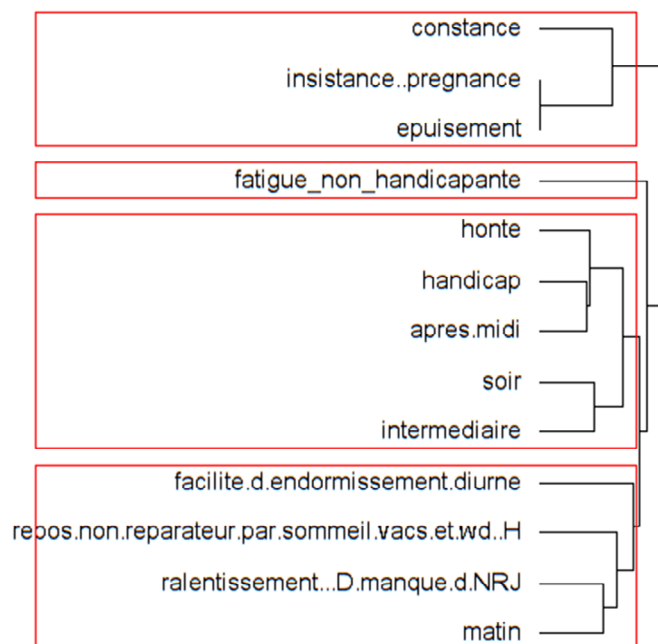 constance
insistance..pregnance
epuisement
fatigue_non_handicapante
honte
handicap
apres.midi
soir
intermediaire
facilite.d.endormissement.diurne
repos.non.reparateur.par.sommeil.vacs.et.wd..H
ralentissement...D.manque.d.NRJ
matin